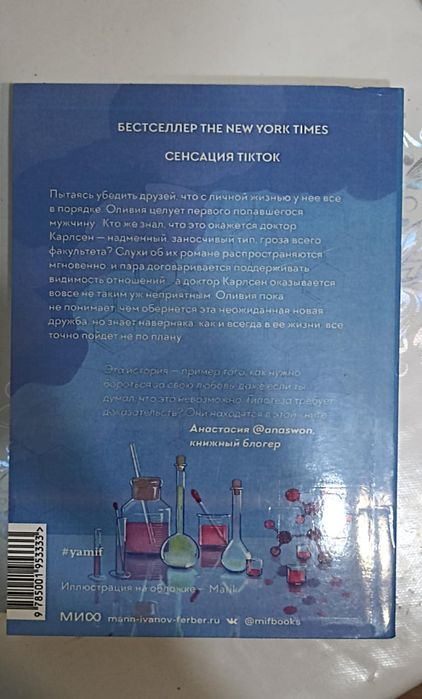 БЕСТСЕЛЛЕР THE NEW YORK TIMES
СЕНСАЦИЯ TIKTOK
Пытаясь убедить друзей, что с личной жизнью у нее все
в порядке, Оливия целует первого попавшегося
мужчину. Кто же знал, что это окажется доктор
Карлсен — надменный, заносчивый тип, гроза всего
факультета? Слухи об их романе распространяются
мгновенно, и пара договаривается поддерживать
видимость отношений... а доктор Карлсен оказывается
вовсе не таким уж неприятным. Оливия пока
не понимает, чем обернется эта неожиданная новая
дружба, но знает наверняка: как и всегда в ее жизни, все
точно пойдет не по плану.
Эта история — пример того, как нужно
бороться за свою любовь, даже если ты
думал, что это невозможно. Гипотеза требует
доказательств? Они находятся в этой книге.
Анастасия @anaswon,
книжный блогер
#yamif
Иллюстрация на обложке — Marik
МИФ mann-ivanov-ferber.ru @mifbooks
9 785001 953333 >